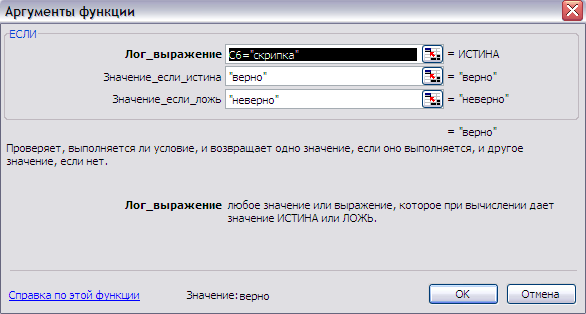 Аргументы функции
ЕСЛИ
Лог_выражение C6="скрипка" = ИСТИНА
Значение_если_истина "верно" = "верно"
Значение_если_ложь "неверно" = "неверно"
= "верно"
Проверяет, выполняется ли условие, и возвращает одно значение, если оно выполняется, и другое
значение, если нет.
Лог_выражение любое значение или выражение, которое при вычислении дает
значение ИСТИНА или ЛОЖЬ.
Справка по этой функции Значение:верно OK Отмена